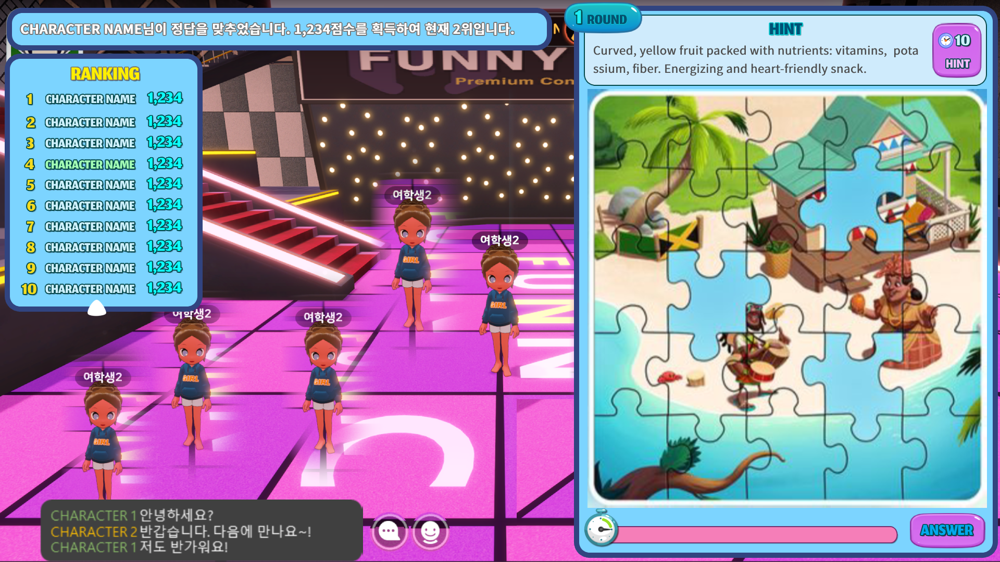 CHARACTER NAME님이 정답을 맞추었습니다. 1,234점수를 획득하여 현재 2위입니다.
1 ROUND
HINT
Curved, yellow fruit packed with nutrients: vitamins, pota
ssium, fiber. Energizing and heart-friendly snack.
10
HINT
FUNNY
Premium Con
RANKING
1 CHARACTER NAME 1,234
2 CHARACTER NAME 1,234
3 CHARACTER NAME 1,234
4 CHARACTER NAME 1,234
5 CHARACTER NAME 1,234
6 CHARACTER NAME 1,234
7 CHARACTER NAME 1,234
8 CHARACTER NAME 1,234
9 CHARACTER NAME 1,234
10 CHARACTER NAME 1,234
여학생2
GIRL
여학생2
GIRL
여학생2
GIRL
여학생2
GIRL
여학생2
GIRL
CHARACTER 1 안녕하세요?
CHARACTER 2 반갑습니다. 다음에 만나요~!
CHARACTER 1 저도 반가워요!
ANSWER